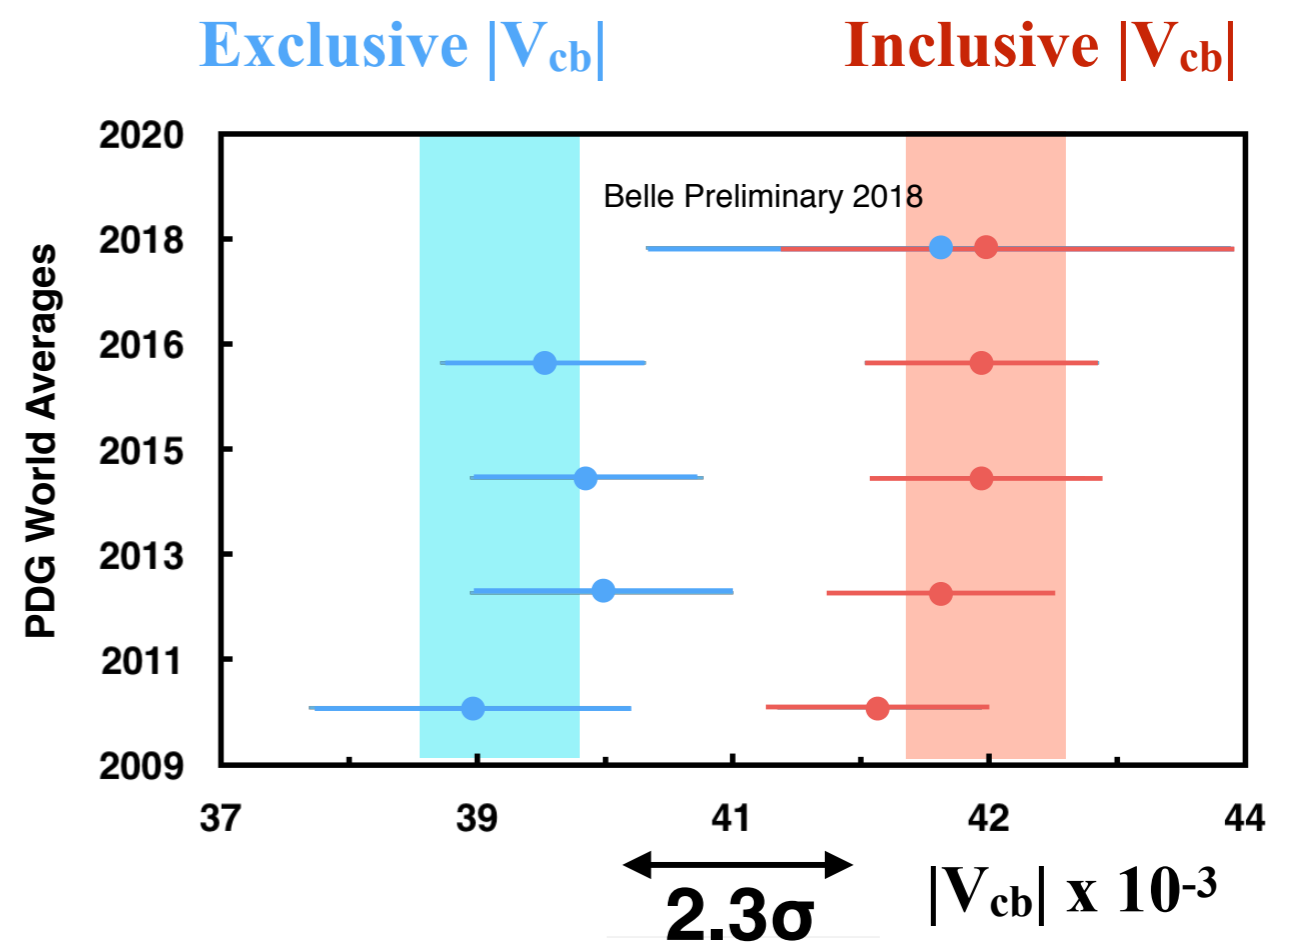 Exclusive |Vcb|
Inclusive |Vcb|
2020
Belle Preliminary 2018
2018
2016
2015
2013
2011
2009
PDG World Averages
37 39 41 42 44
2.3σ
|Vcb| x 10-3